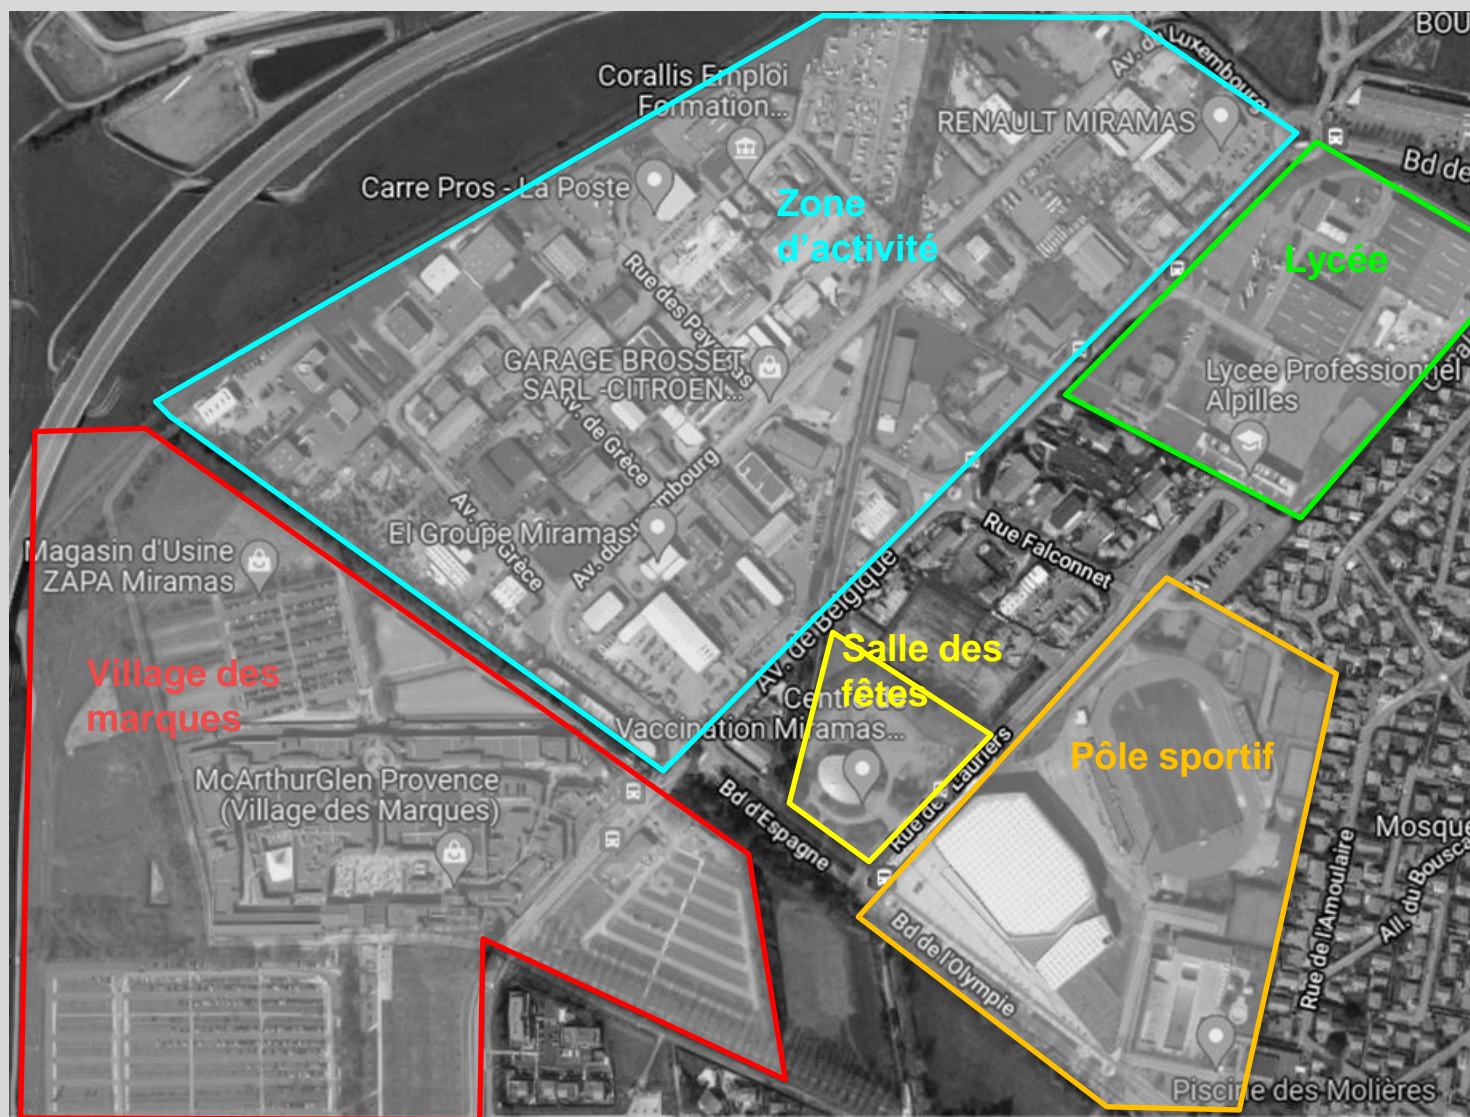 BOU
Av. du Luxembourg
Corallis Emploi
Formation...
RENAULT MIRAMAS
Bd de
Carre Pros - La Poste
Zone
d'activité
Lycée
Rue des Pays-Bas
GARAGE BROSSET
SARL -CITROEN...
Lycee Professionnel
Alpilles
Av. de Grèce
Av. du Luxembourg
Av. de Grèce
El Groupe Miramas
Rue Falconnet
Magasin d'Usine
ZAPA Miramas
Av. de Belgique
Salle des
fêtes
Village des
marques
Vaccination Miramas...
Pôle sportif
McArthurGlen Provence
(Village des Marques)
Bd d'Espagne
Rue des Lauriers
Mosque
Rue de l'Amoulaire
All. du Bousca
Bd de l'Olympie
Piscine des Molières